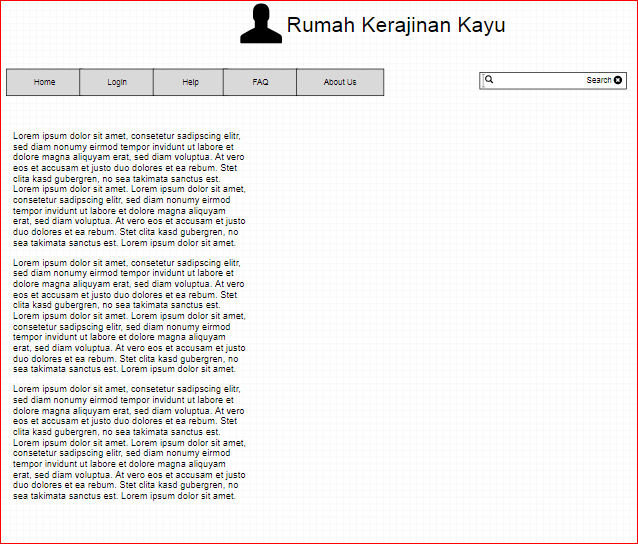 Rumah Kerajinan Kayu
Home
Login
Help
FAQ
About Us
Search
Lorem ipsum dolor sit amet, consetetur sadipscing elitr,
sed diam nonumy eirmod tempor invidunt ut labore et
dolore magna aliquyam erat, sed diam voluptua. At vero
eos et accusam et justo duo dolores et ea rebum. Stet
clita kasd gubergren, no sea takimata sanctus est.
Lorem ipsum dolor sit amet. Lorem ipsum dolor sit amet,
consetetur sadipscing elitr, sed diam nonumy eirmod
tempor invidunt ut labore et dolore magna aliquyam
erat, sed diam voluptua. At vero eos et accusam et justo
duo dolores et ea rebum. Stet clita kasd gubergren, no
sea takimata sanctus est. Lorem ipsum dolor sit amet.
Lorem ipsum dolor sit amet, consetetur sadipscing elitr,
sed diam nonumy eirmod tempor invidunt ut labore et
dolore magna aliquyam erat, sed diam voluptua. At vero
eos et accusam et justo duo dolores et ea rebum. Stet
clita kasd gubergren, no sea takimata sanctus est.
Lorem ipsum dolor sit amet. Lorem ipsum dolor sit amet,
consetetur sadipscing elitr, sed diam nonumy eirmod
tempor invidunt ut labore et dolore magna aliquyam
erat, sed diam voluptua. At vero eos et accusam et justo
duo dolores et ea rebum. Stet clita kasd gubergren, no
sea takimata sanctus est. Lorem ipsum dolor sit amet.
Lorem ipsum dolor sit amet, consetetur sadipscing elitr,
sed diam nonumy eirmod tempor invidunt ut labore et
dolore magna aliquyam erat, sed diam voluptua. At vero
eos et accusam et justo duo dolores et ea rebum. Stet
clita kasd gubergren, no sea takimata sanctus est.
Lorem ipsum dolor sit amet. Lorem ipsum dolor sit amet,
consetetur sadipscing elitr, sed diam nonumy eirmod
tempor invidunt ut labore et dolore magna aliquyam
erat, sed diam voluptua. At vero eos et accusam et justo
duo dolores et ea rebum. Stet clita kasd gubergren, no
sea takimata sanctus est. Lorem ipsum dolor sit amet.